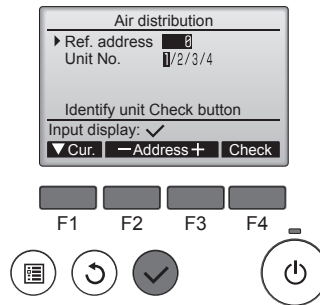 Air distribution
Ref. address 0
Unit No. 1/2/3/4
Identify unit Check button
Input display: ✓
▼ Cur. －Address＋ Check
F1 F2 F3 F4